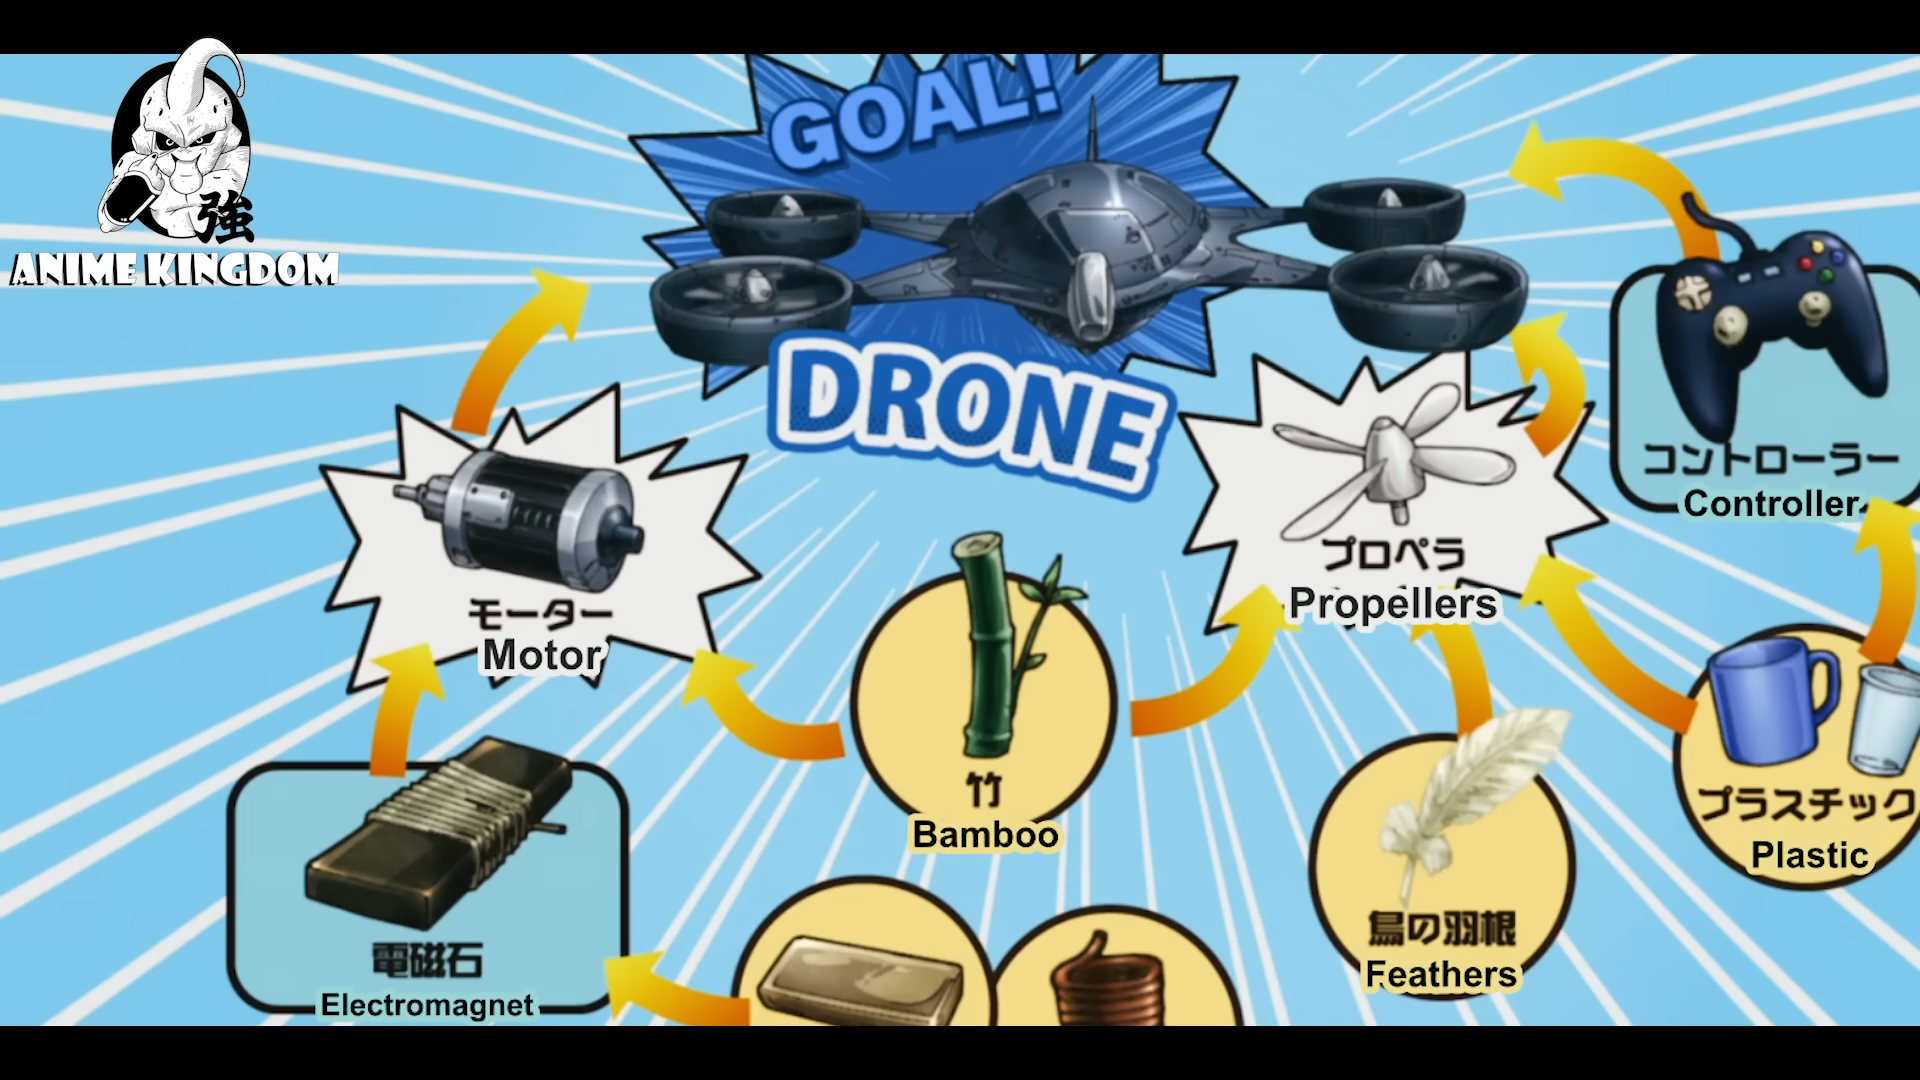 GOAL!
強
ANIME KINGDOM
DRONE
コントローラー
Controller
プロペラ
Propellers
モーター
Motor
竹
Bamboo
プラスチック
Plastic
鳥の羽根
Feathers
電磁石
Electromagnet